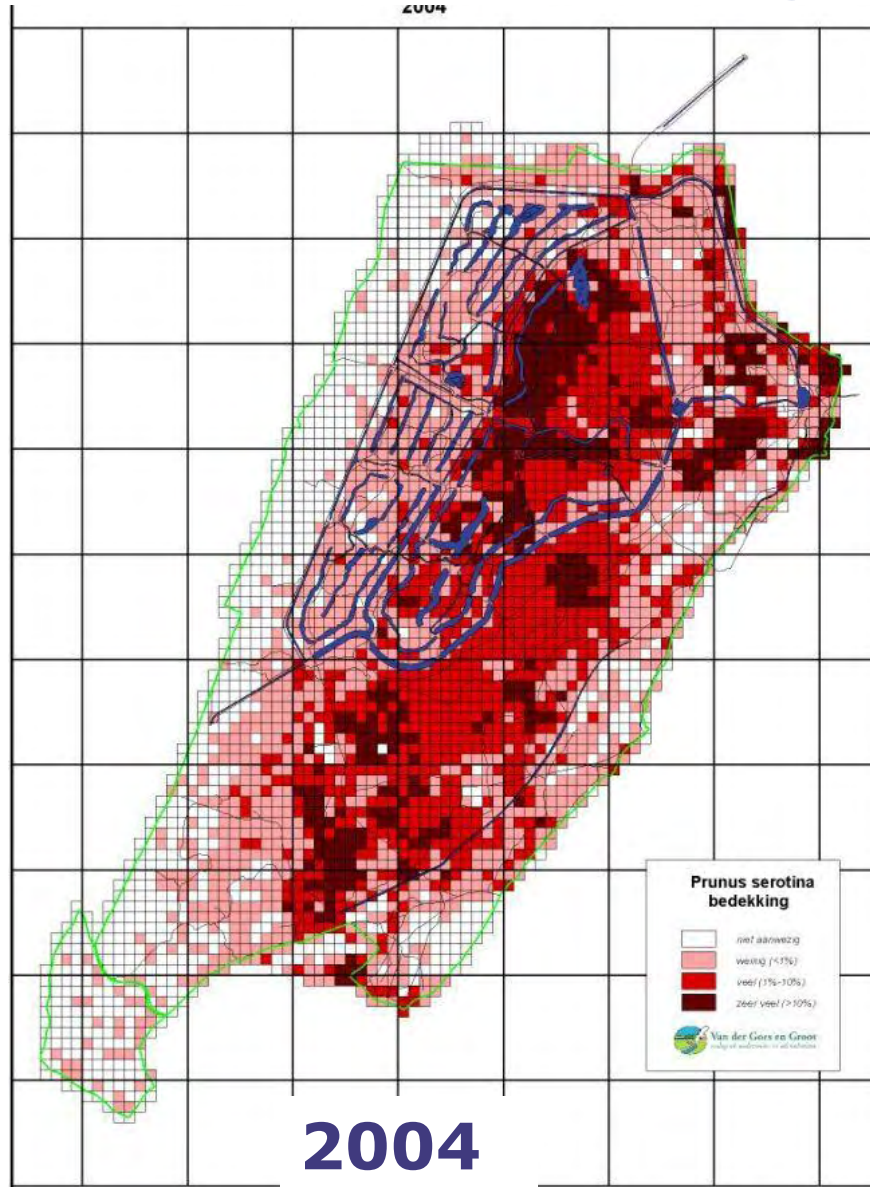 2004
Prunus serotina
bedekking
niet aanwezig
weinig (<1%)
veel (1%-10%)
zeer veel (>10%)
Van der Goes en Groot
2004